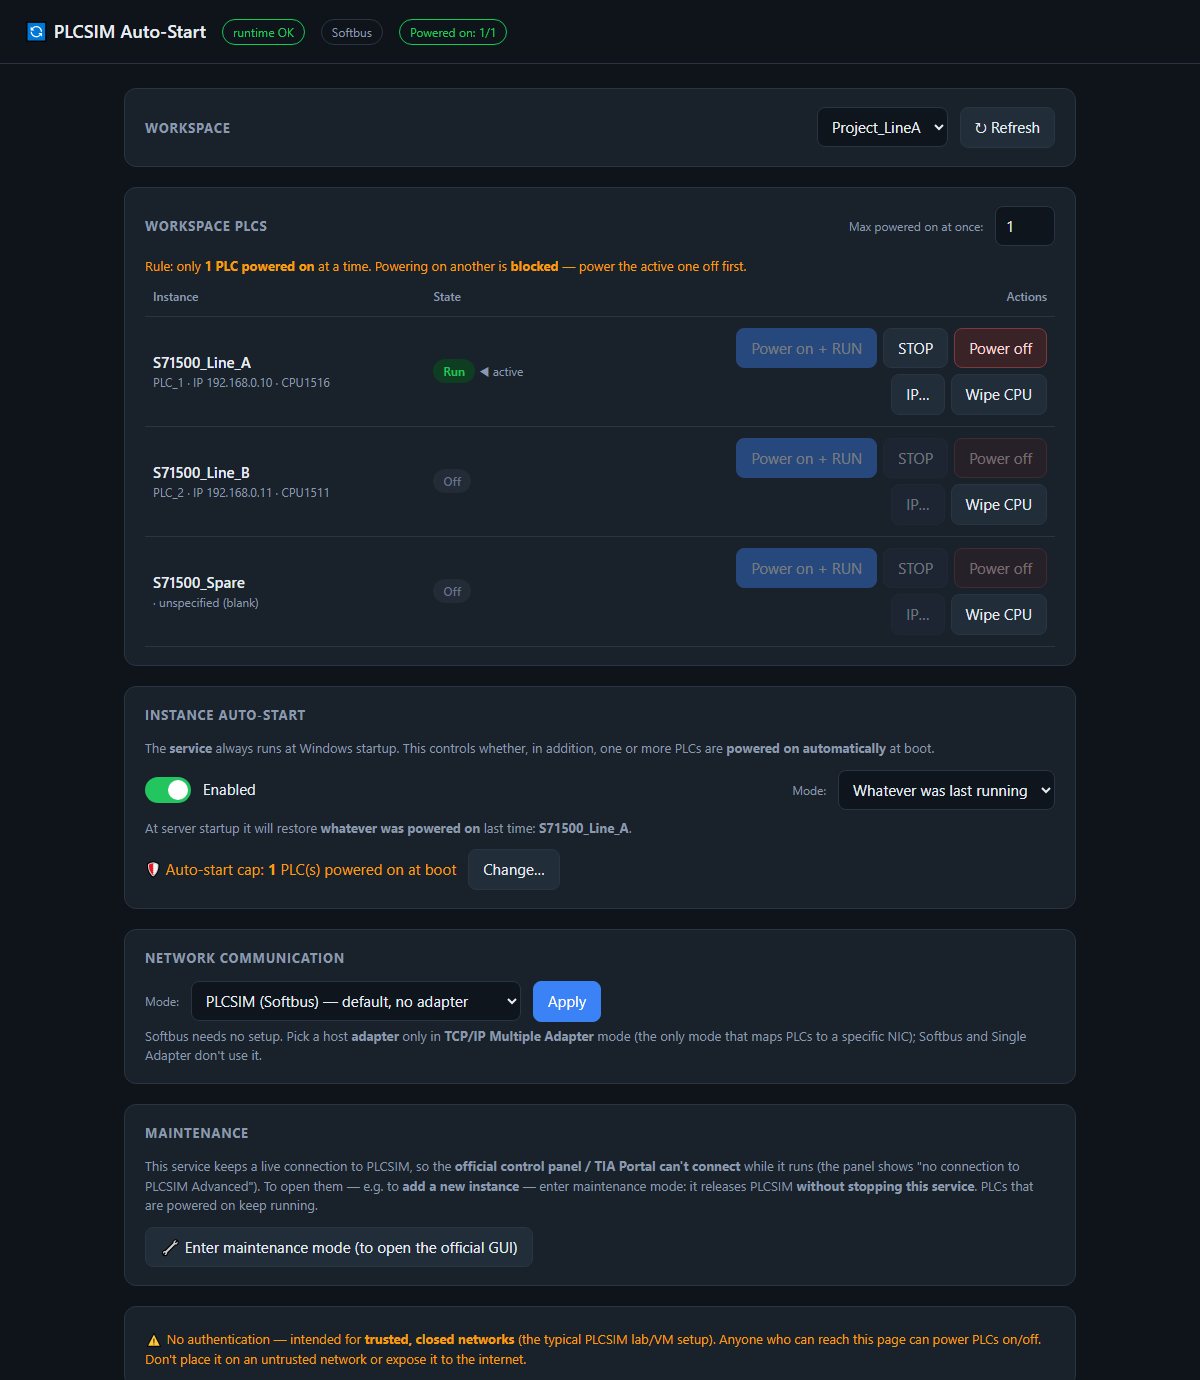 PLCSIM Auto-Start
runtime OK
Softbus
Powered on: 1/1
WORKSPACE
Project_LineA
↻ Refresh
WORKSPACE PLCS
Max powered on at once:
1
Rule: only 1 PLC powered on at a time. Powering on another is blocked — power the active one off first.
Instance
State
Actions
S71500_Line_A
PLC_1 · IP 192.168.0.10 · CPU1516
Run
◀ active
Power on + RUN
STOP
Power off
IP...
Wipe CPU
S71500_Line_B
PLC_2 · IP 192.168.0.11 · CPU1511
Off
Power on + RUN
STOP
Power off
IP...
Wipe CPU
S71500_Spare
· unspecified (blank)
Off
Power on + RUN
STOP
Power off
IP...
Wipe CPU
INSTANCE AUTO-START
The service always runs at Windows startup. This controls whether, in addition, one or more PLCs are powered on automatically at boot.
Enabled
Mode:
Whatever was last running
At server startup it will restore whatever was powered on last time: S71500_Line_A.
Auto-start cap: 1 PLC(s) powered on at boot
Change...
NETWORK COMMUNICATION
Mode:
PLCSIM (Softbus) — default, no adapter
Apply
Softbus needs no setup. Pick a host adapter only in TCP/IP Multiple Adapter mode (the only mode that maps PLCs to a specific NIC); Softbus and Single
Adapter don't use it.
MAINTENANCE
This service keeps a live connection to PLCSIM, so the official control panel / TIA Portal can't connect while it runs (the panel shows "no connection to
PLCSIM Advanced"). To open them — e.g. to add a new instance — enter maintenance mode: it releases PLCSIM without stopping this service. PLCs that
are powered on keep running.
Enter maintenance mode (to open the official GUI)
⚠ No authentication — intended for trusted, closed networks (the typical PLCSIM lab/VM setup). Anyone who can reach this page can power PLCs on/off.
Don't place it on an untrusted network or expose it to the internet.